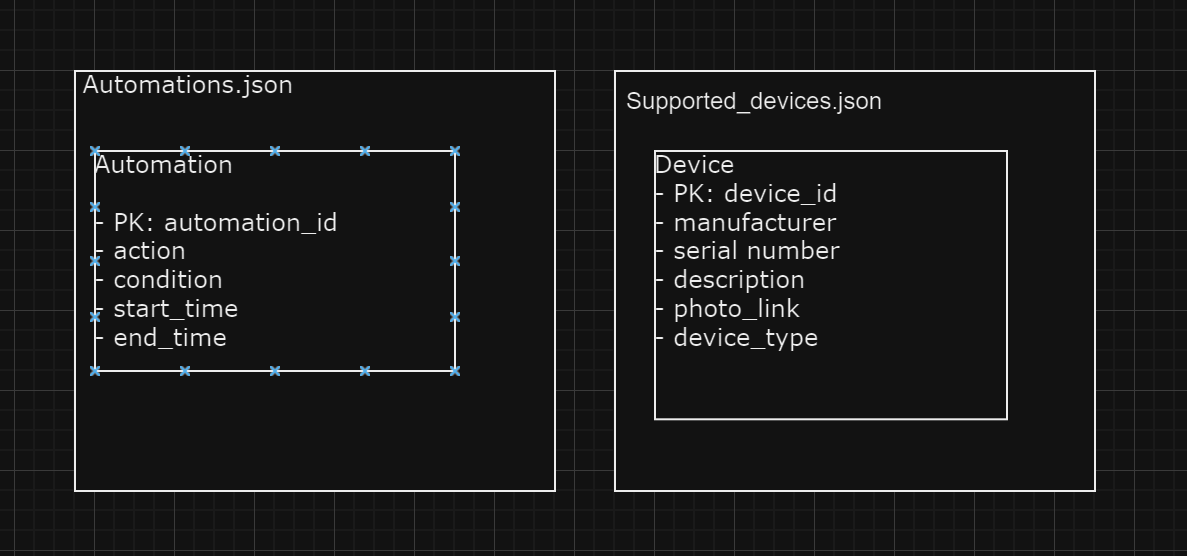 Automations.json
Automation
- PK: automation_id
- action
- condition
- start_time
- end_time
Supported_devices.json
Device
- PK: device_id
- manufacturer
- serial number
- description
- photo_link
- device_type